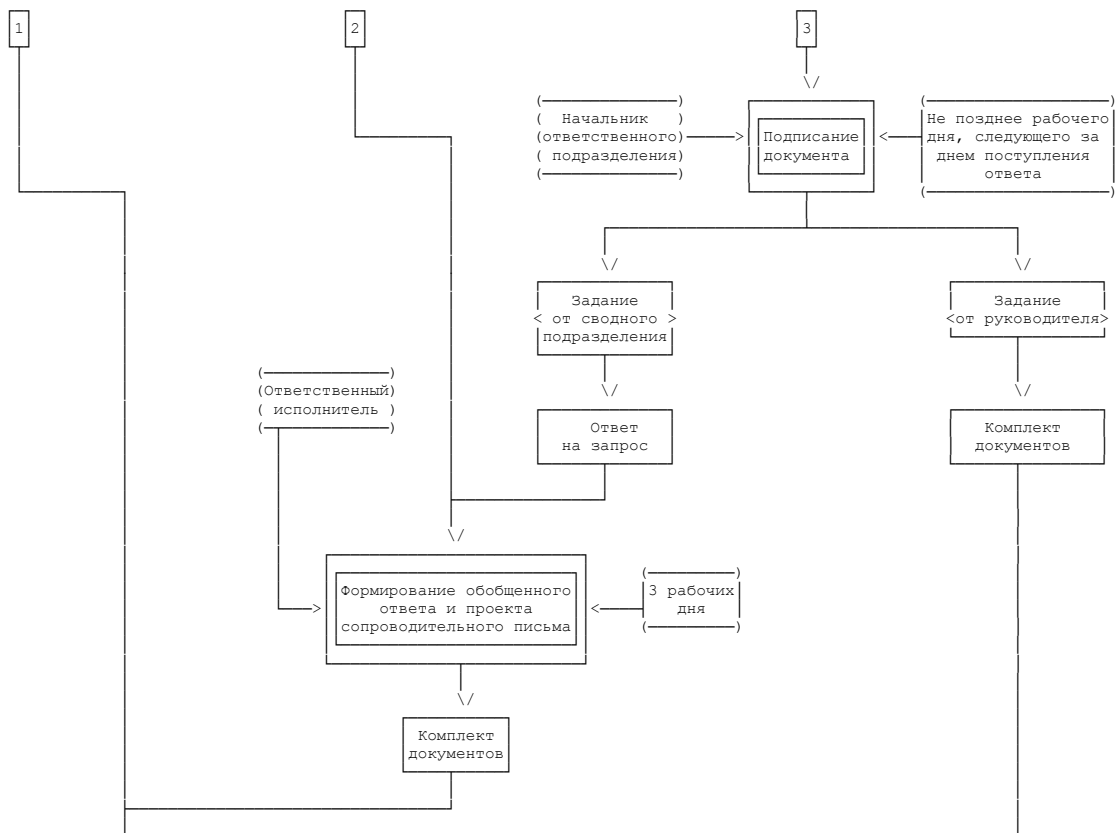 1
2
3
Начальник
ответственного
подразделения
Подписание
документа
Не позднее рабочего
дня, следующего за
днем поступления
ответа
Задание
от сводного
подразделения
Задание
от руководителя
Ответственный
исполнитель
Ответ
на запрос
Комплект
документов
Формирование обобщенного
ответа и проекта
сопроводительного письма
3 рабочих
дня
Комплект
документов